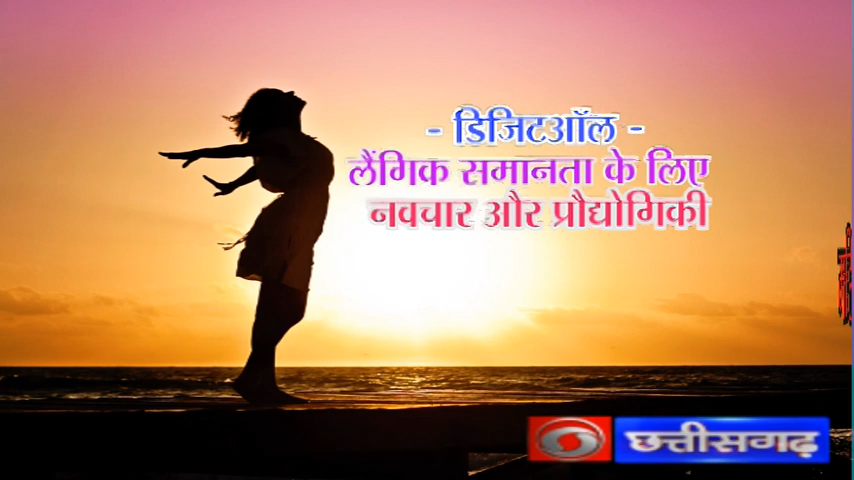 - डिजिटऑल -
लैंगिक समानता के लिए
नवचार और प्रौद्योगिकी
छत्तीसगढ़